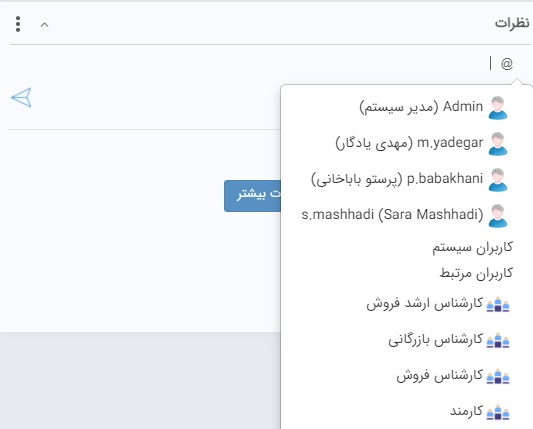 نظرات
@
Admin (مدیر سیستم)
m.yadegar (مهدی یادگار)
p.babakhani (پرستو باباخانی)
s.mashhadi (Sara Mashhadi)
ت بیشتر
کاربران سیستم
کاربران مرتبط
کارشناس ارشد فروش
کارشناس بازرگانی
کارشناس فروش
کارمند